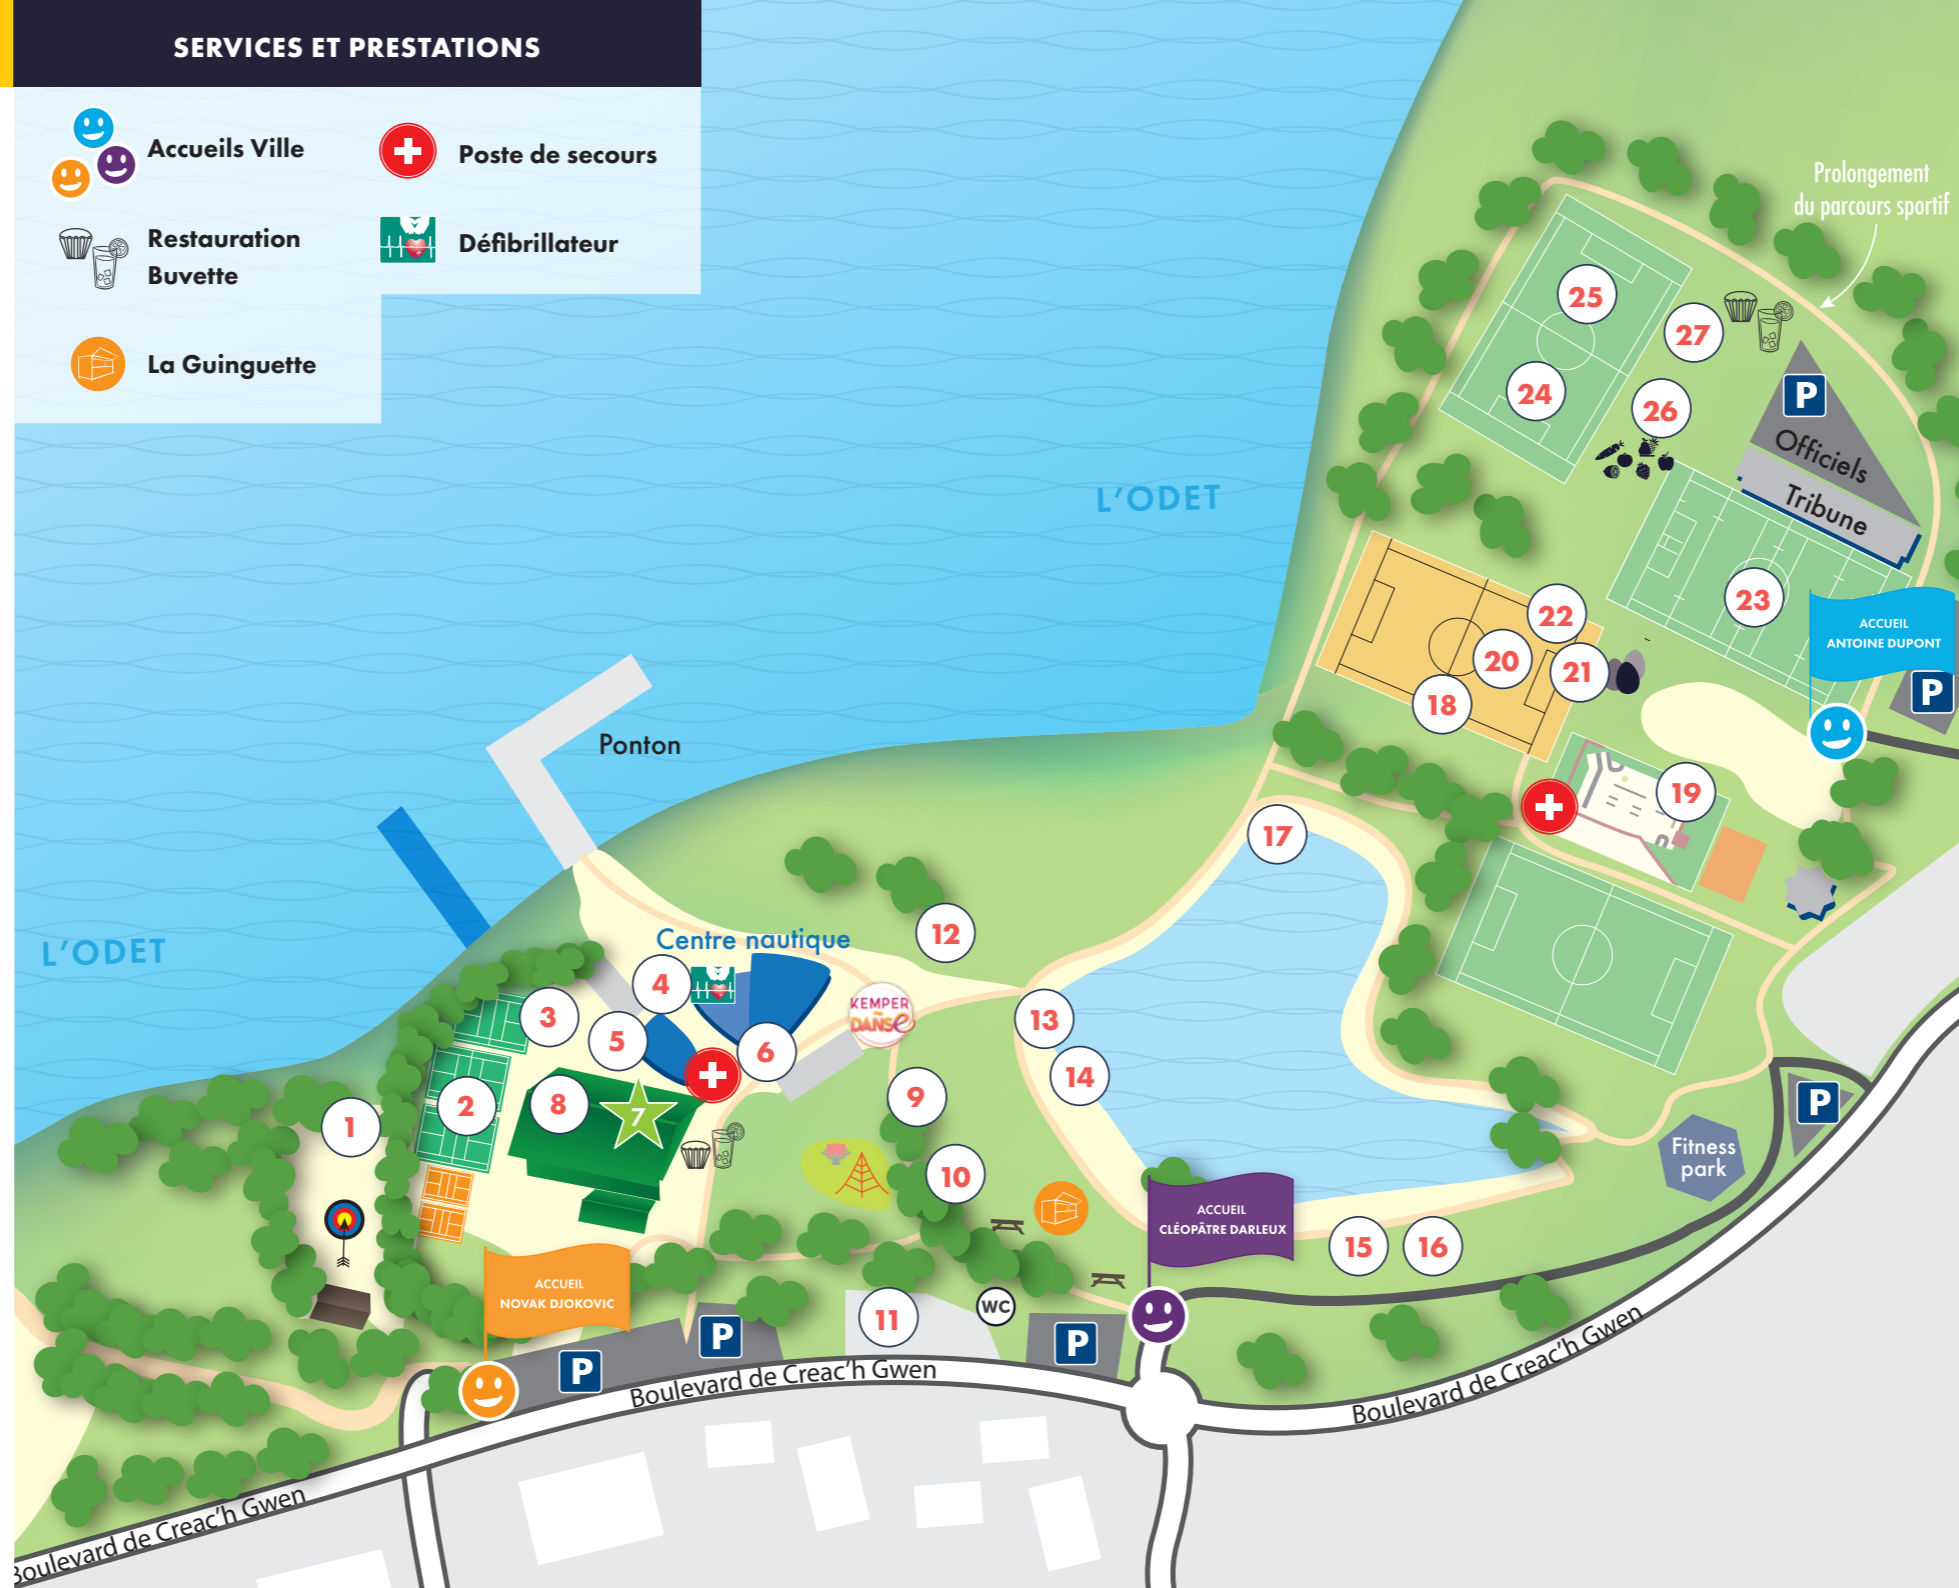 SERVICES ET PRESTATIONS
Accueils Ville
Poste de secours
Restauration
Buvette
Défibrillateur
La Guinguette
Prolongement
du parcours sportif
25
27
24
26
P
Officiels
Tribune
L'ODET
23
22
20
21
18
ACCUEIL
ANTOINE DUPONT
P
Ponton
19
17
L'ODET
Centre nautique
12
4
3
5
6
KEMPER
DANSE
13
14
1
2
8
7
9
10
Fitness
park
P
ACCUEIL
CLÉOPÂTRE DARLEUX
15
16
ACCUEIL
NOVAK DJOKOVIC
11
WC
P
P
P
Boulevard de Creac'h Gwen
Boulevard de Creac'h Gwen
Boulevard de Creac'h Gwen